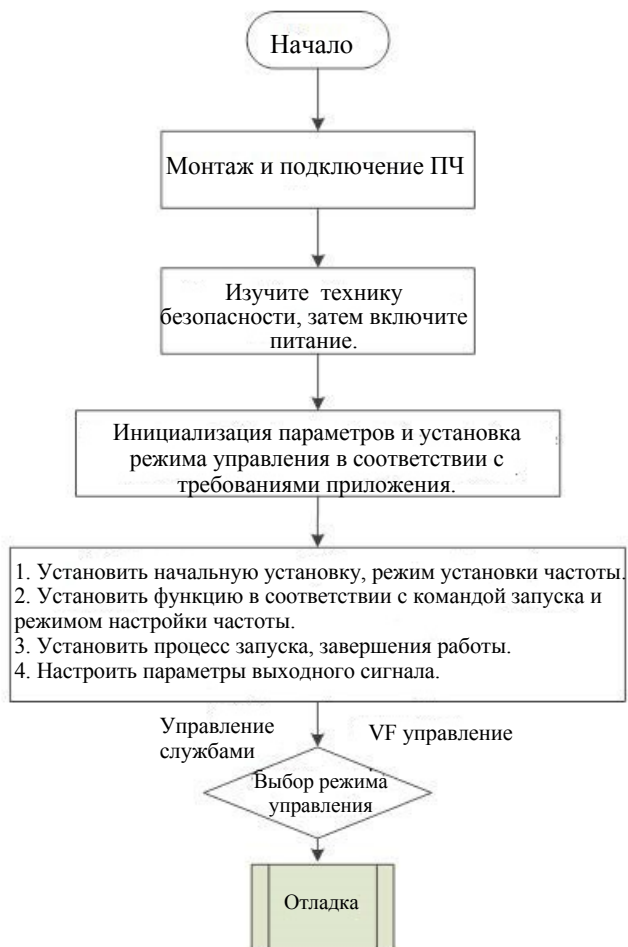 Начало
Монтаж и подключение ПЧ
Изучите технику
безопасности, затем включите
питание.
Инициализация параметров и установка
режима управления в соответствии с
требованиями приложения.
1. Установить начальную установку, режим установки частоты.
2. Установить функцию в соответствии с командой запуска и
режимом настройки частоты.
3. Установить процесс запуска, завершения работы.
4. Настроить параметры выходного сигнала.
Управление
службами
VF управление
Выбор режима
управления
Отладка